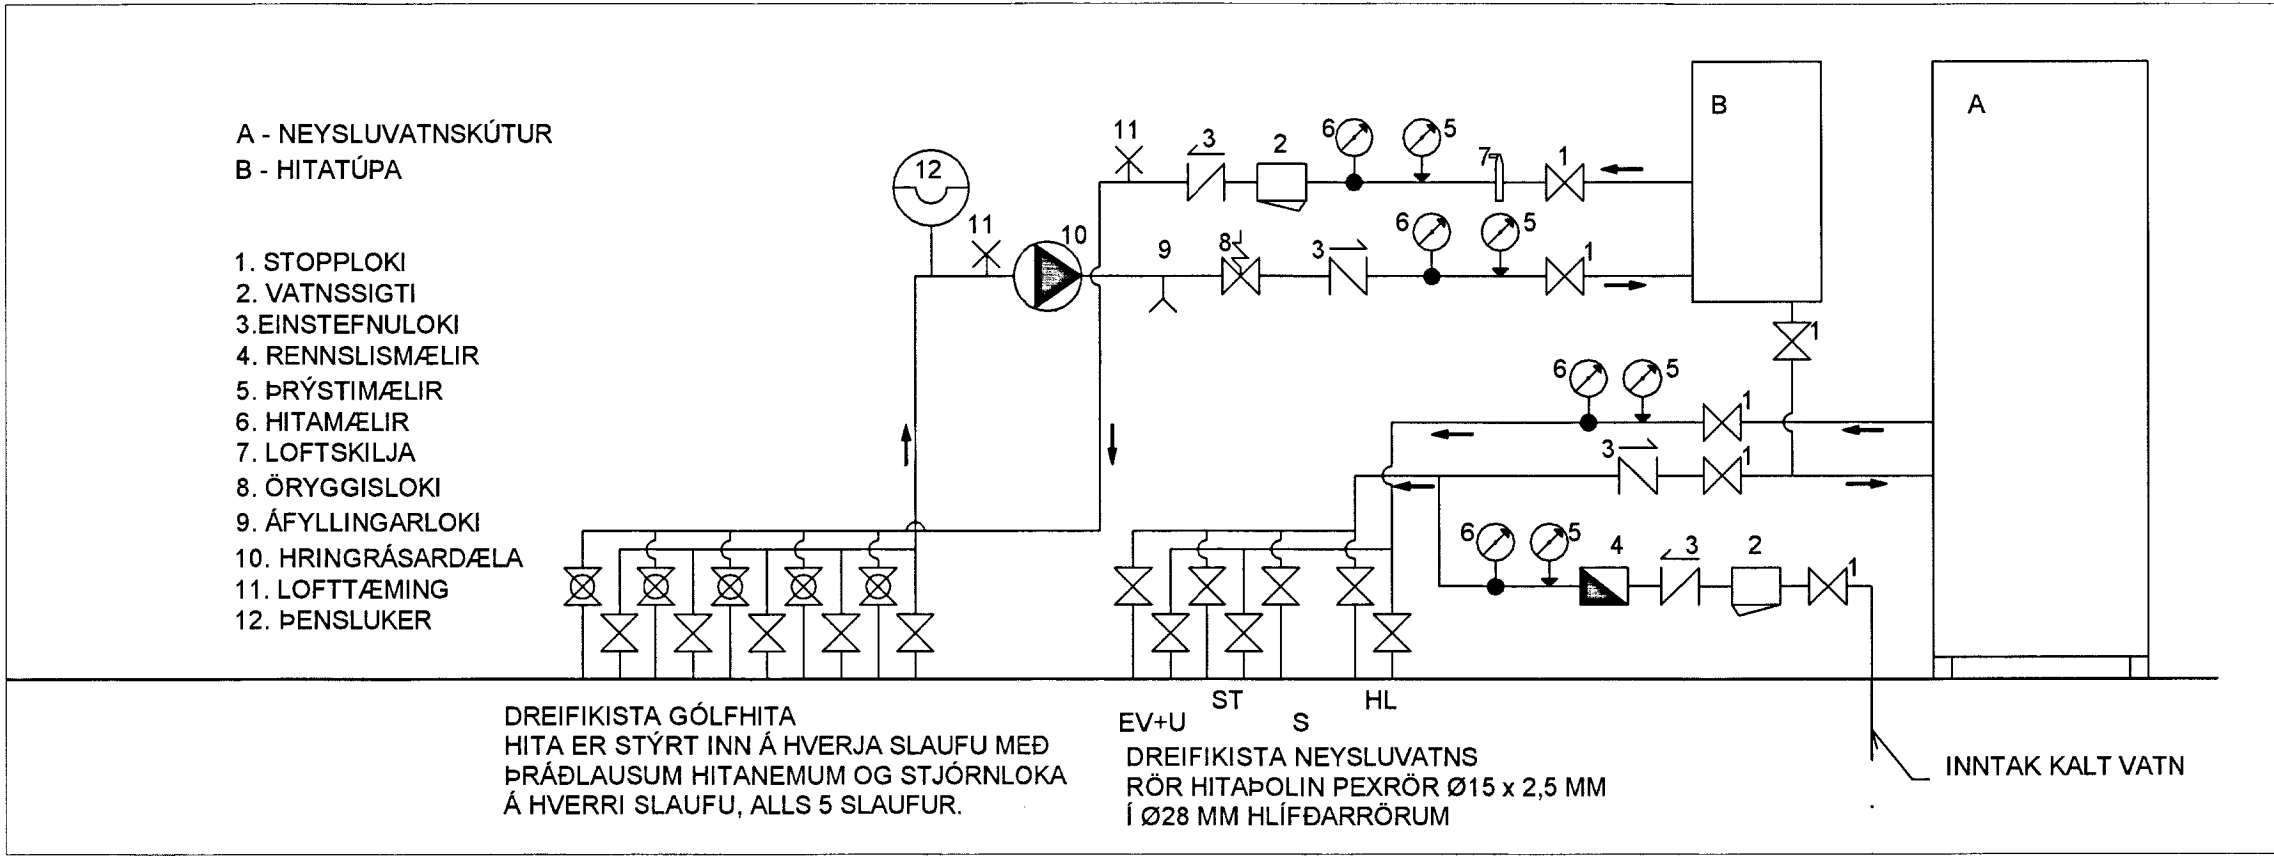 A - NEYSLUVATNSKÚTUR
B - HITATÚPA
1. STOPPLOKI
2. VATNSSIGTI
3.EINSTEFNULOKI
4. RENNSLISMÆLIR
5. ÞRÝSTIMÆLIR
6. HITAMÆLIR
7. LOFTSKILJA
8. ÖRYGGISLOKI
9. ÁFYLLINGARLOKI
10. HRINGRÁSARDÆLA
11. LOFTTÆMING
12. ÞENSLUKER
B
A
11 3 2 6 5 7 1
12
11 10 9 8 3 6 5 1
1
6 5 1
3 1
6 5 4 3 2 1
ST HL
EV+U S
DREIFIKISTA GÓLFHITA
HITA ER STÝRT INN Á HVERJA SLAUFU MEÐ
ÞRÁÐLAUSUM HITANEMUM OG STJÓRNLOKA
Á HVERRI SLAUFU, ALLS 5 SLAUFUR.
DREIFIKISTA NEYSLUVATNS
RÖR HITAÞOLIN PEXRÖR Ø15 x 2,5 MM
Í Ø28 MM HLÍFÐARRÖRUM
INNTAK KALT VATN